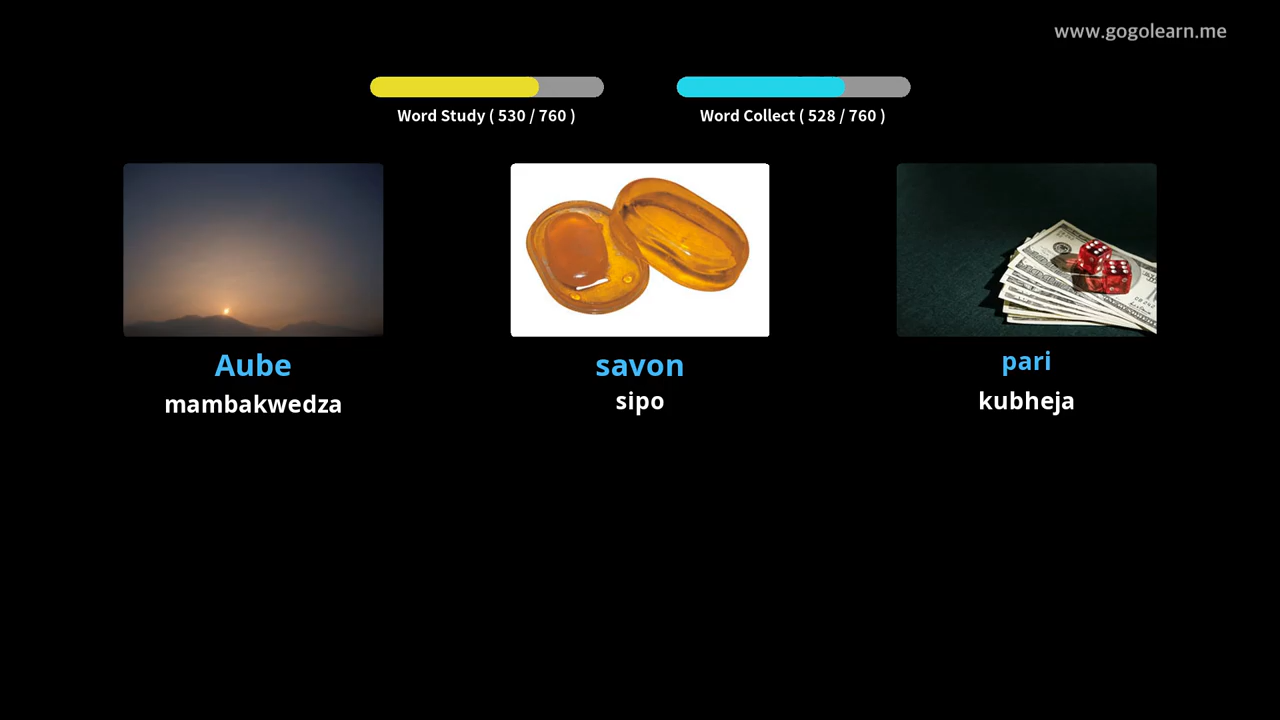 www.gogolearn.me
Word Study ( 530 / 760 )
Word Collect ( 528 / 760 )
Aube
mambakwedza
savon
sipo
pari
kubheja